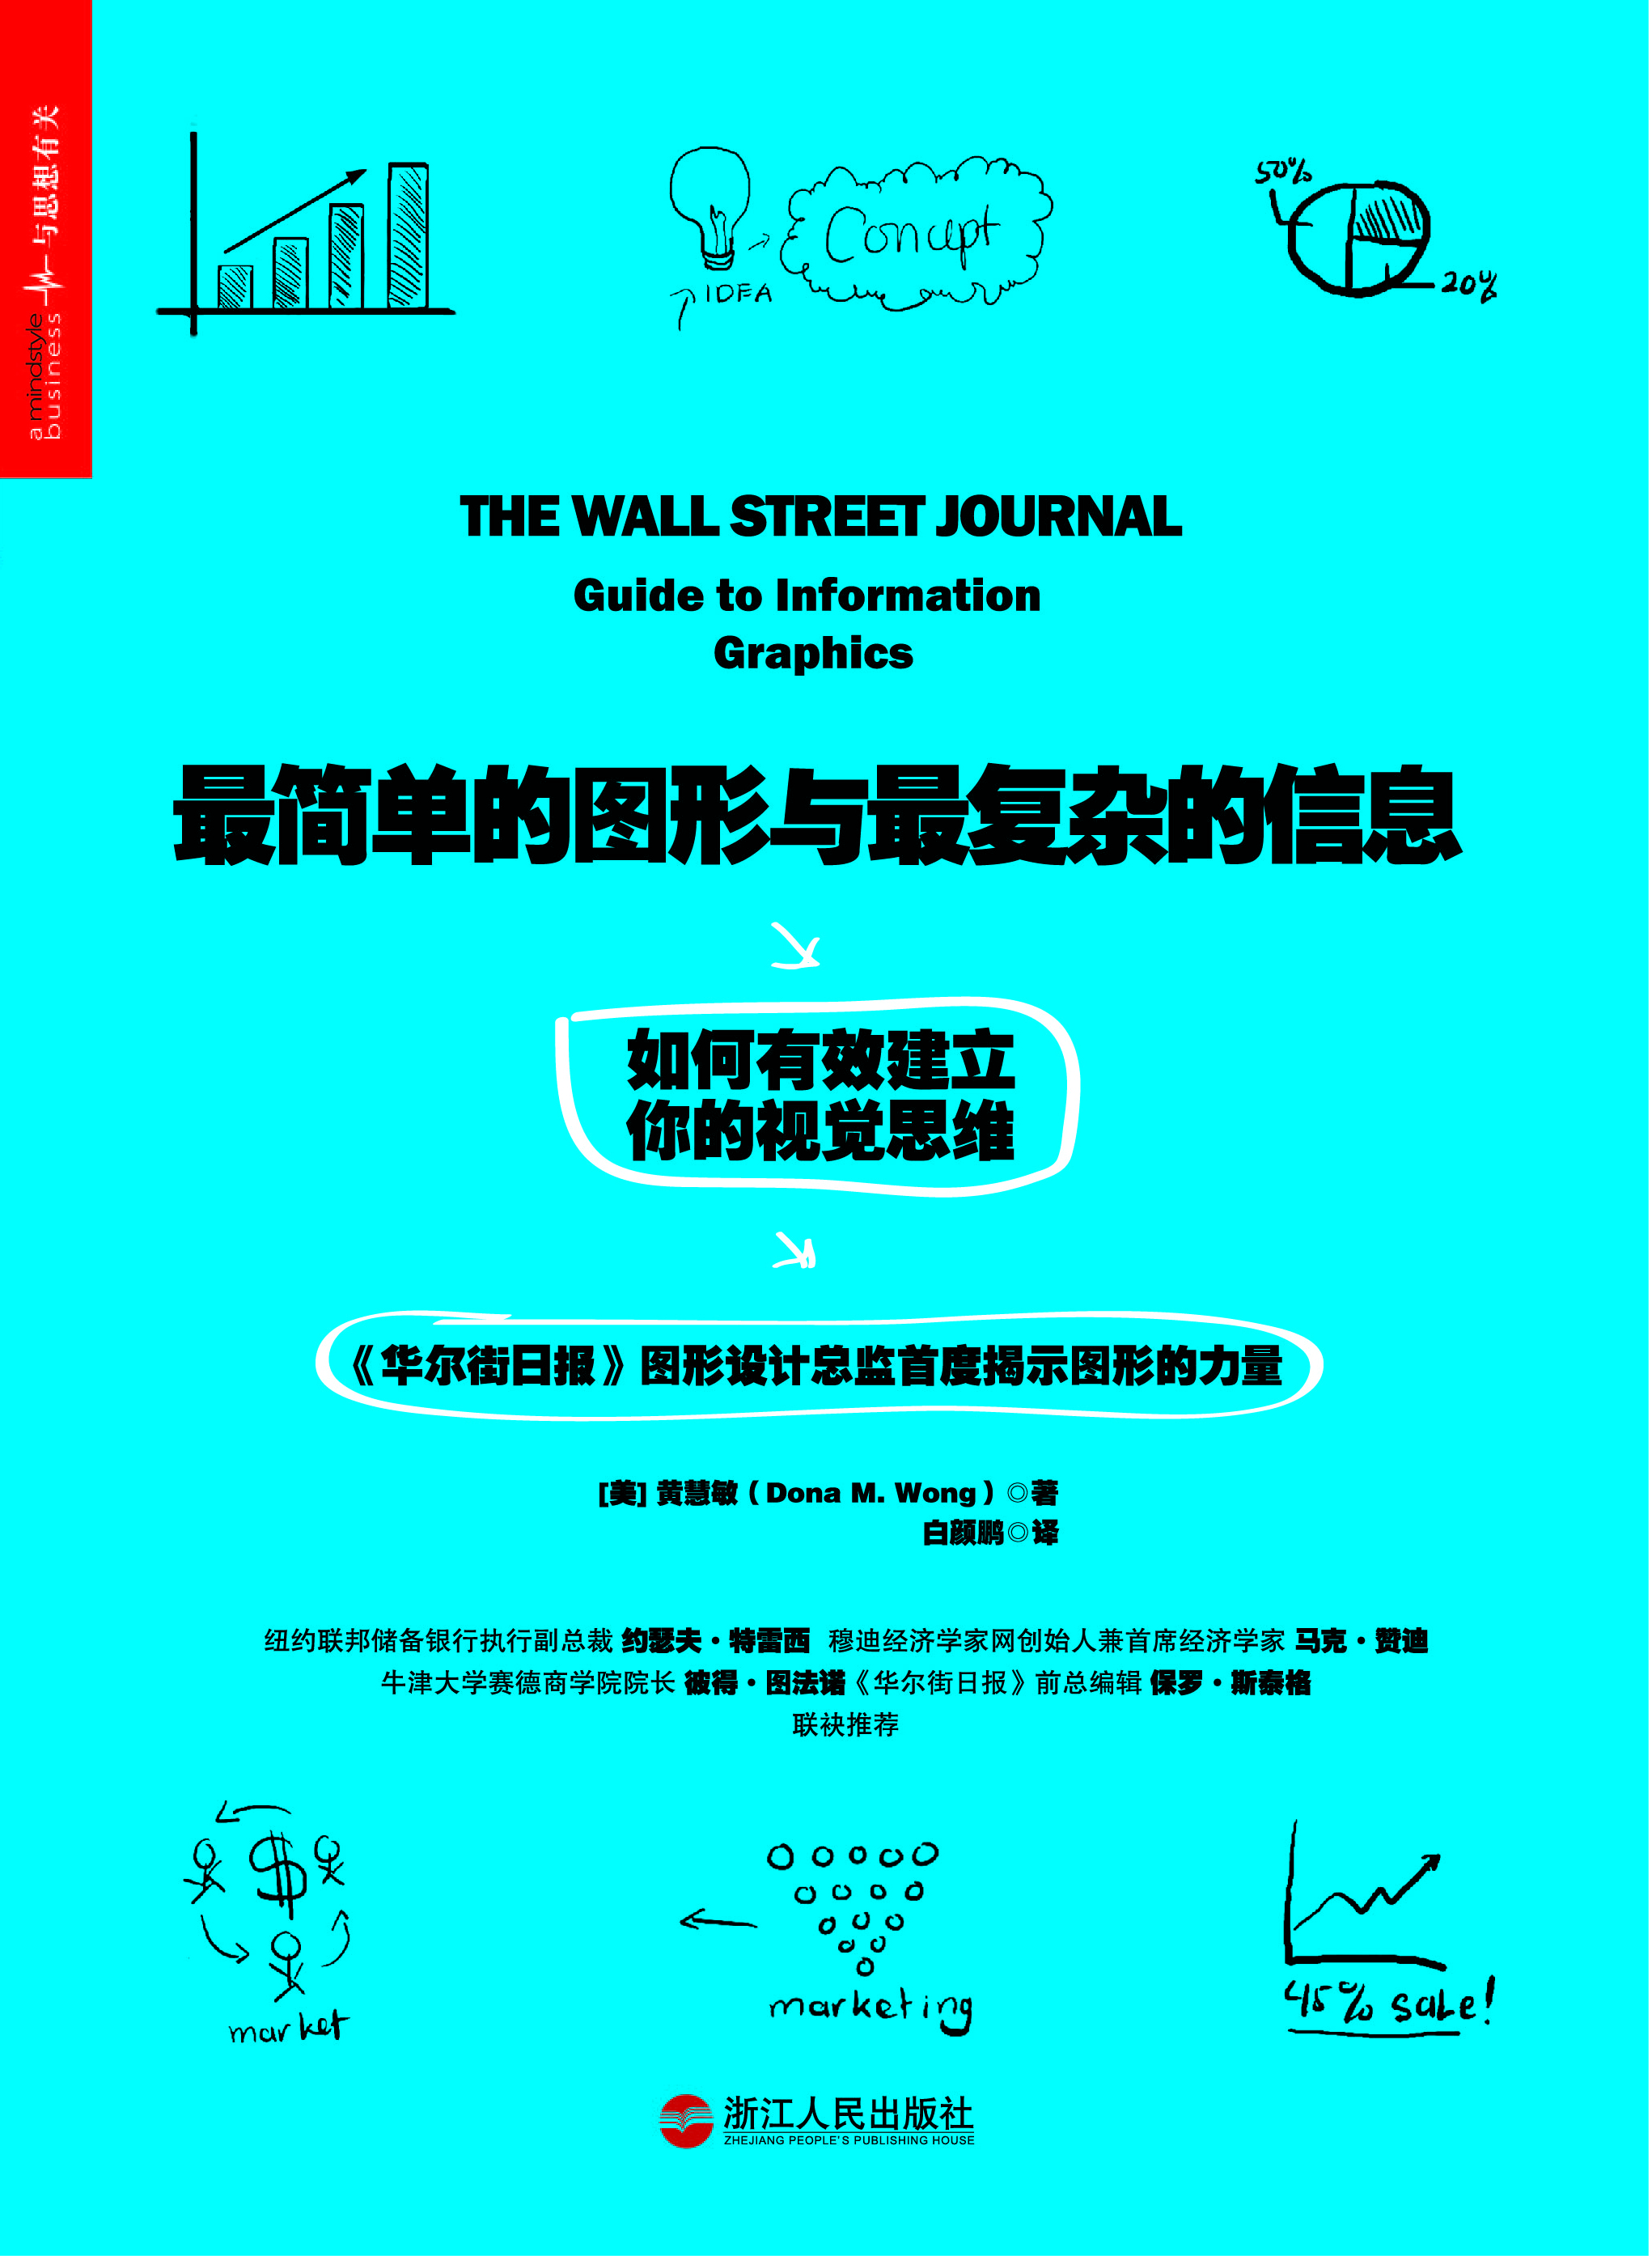 与思想有关
a mindstyle
business
IDEA
Concept
50%
20%
THE WALL STREET JOURNAL
Guide to Information
Graphics
最简单的图形与最复杂的信息
如何有效建立
你的视觉思维
《华尔街日报》图形设计总监首度揭示图形的力量
[美] 黄慧敏（Dona M. Wong）◎著
白颜鹏◎译
纽约联邦储备银行执行副总裁 约瑟夫·特雷西 穆迪经济学家网创始人兼首席经济学家 马克·赞迪
牛津大学赛德商学院院长 彼得·图法诺《华尔街日报》前总编辑 保罗·斯泰格
联袂推荐
$
market
marketing
45% sale!
浙江人民出版社
ZHEJIANG PEOPLE'S PUBLISHING HOUSE